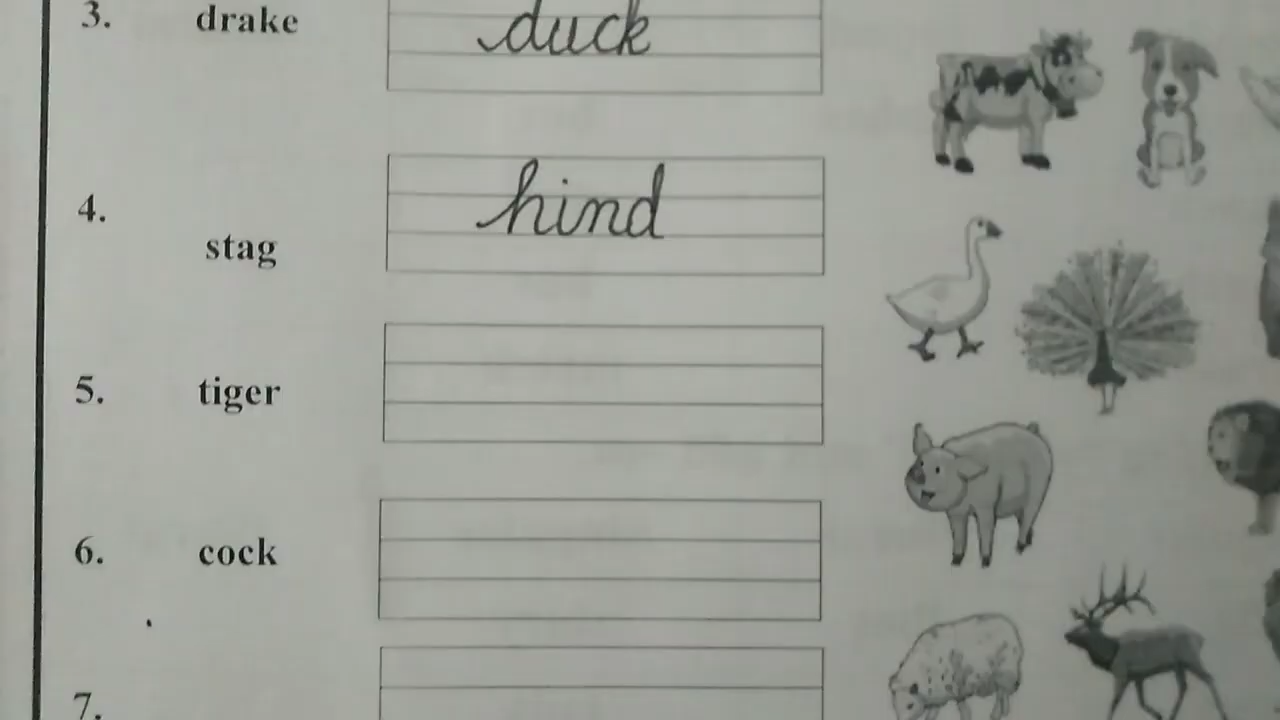 3. drake duck
4. stag hind
5. tiger
6. cock
7.